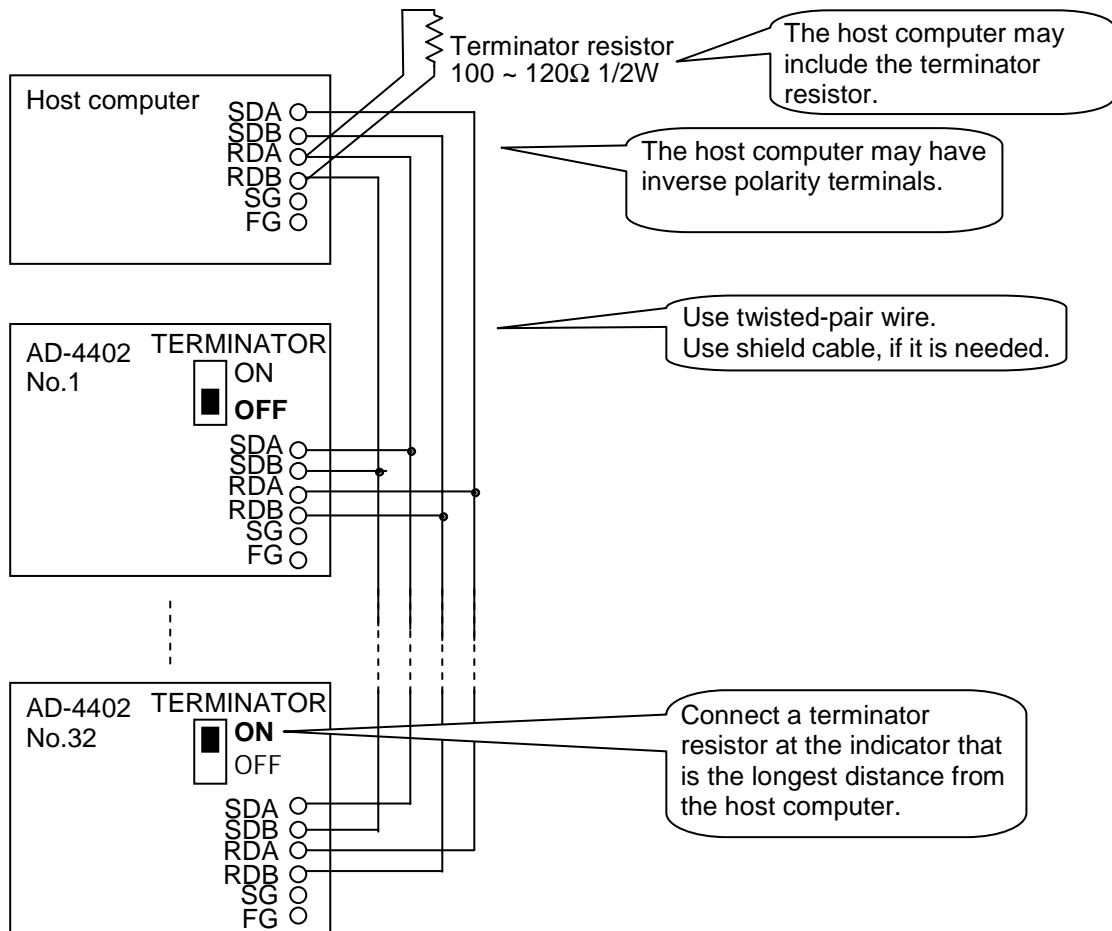 Terminator resistor
100 ~ 120Ω 1/2W
The host computer may
include the terminator
resistor.
Host computer
SDA
SDB
RDA
RDB
SG
FG
The host computer may have
inverse polarity terminals.
Use twisted-pair wire.
Use shield cable, if it is needed.
AD-4402
No.1
TERMINATOR
ON
OFF
SDA
SDB
RDA
RDB
SG
FG
AD-4402
No.32
TERMINATOR
ON
OFF
SDA
SDB
RDA
RDB
SG
FG
Connect a terminator
resistor at the indicator that
is the longest distance from
the host computer.